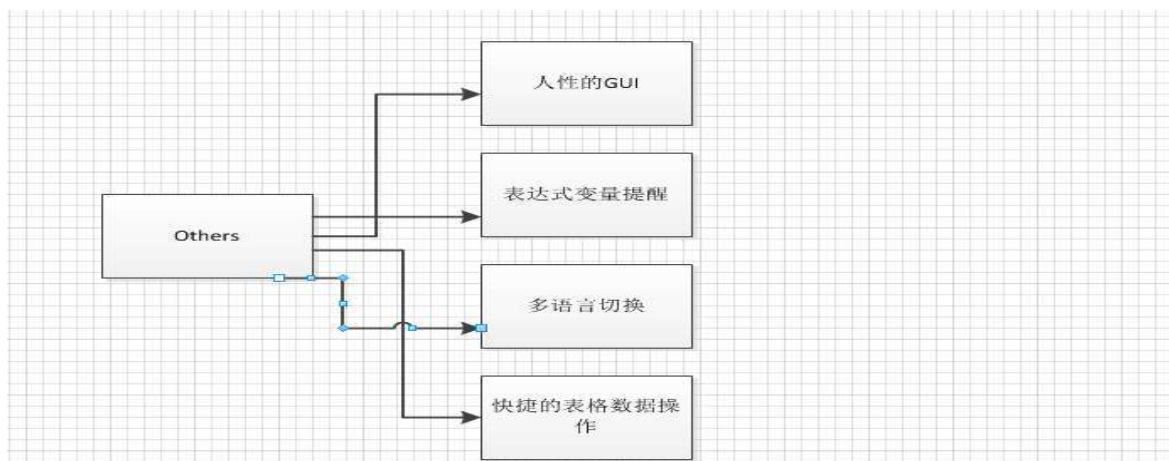 人性的GUI
表达式变量提醒
Others
多语言切换
快捷的表格数据操
作